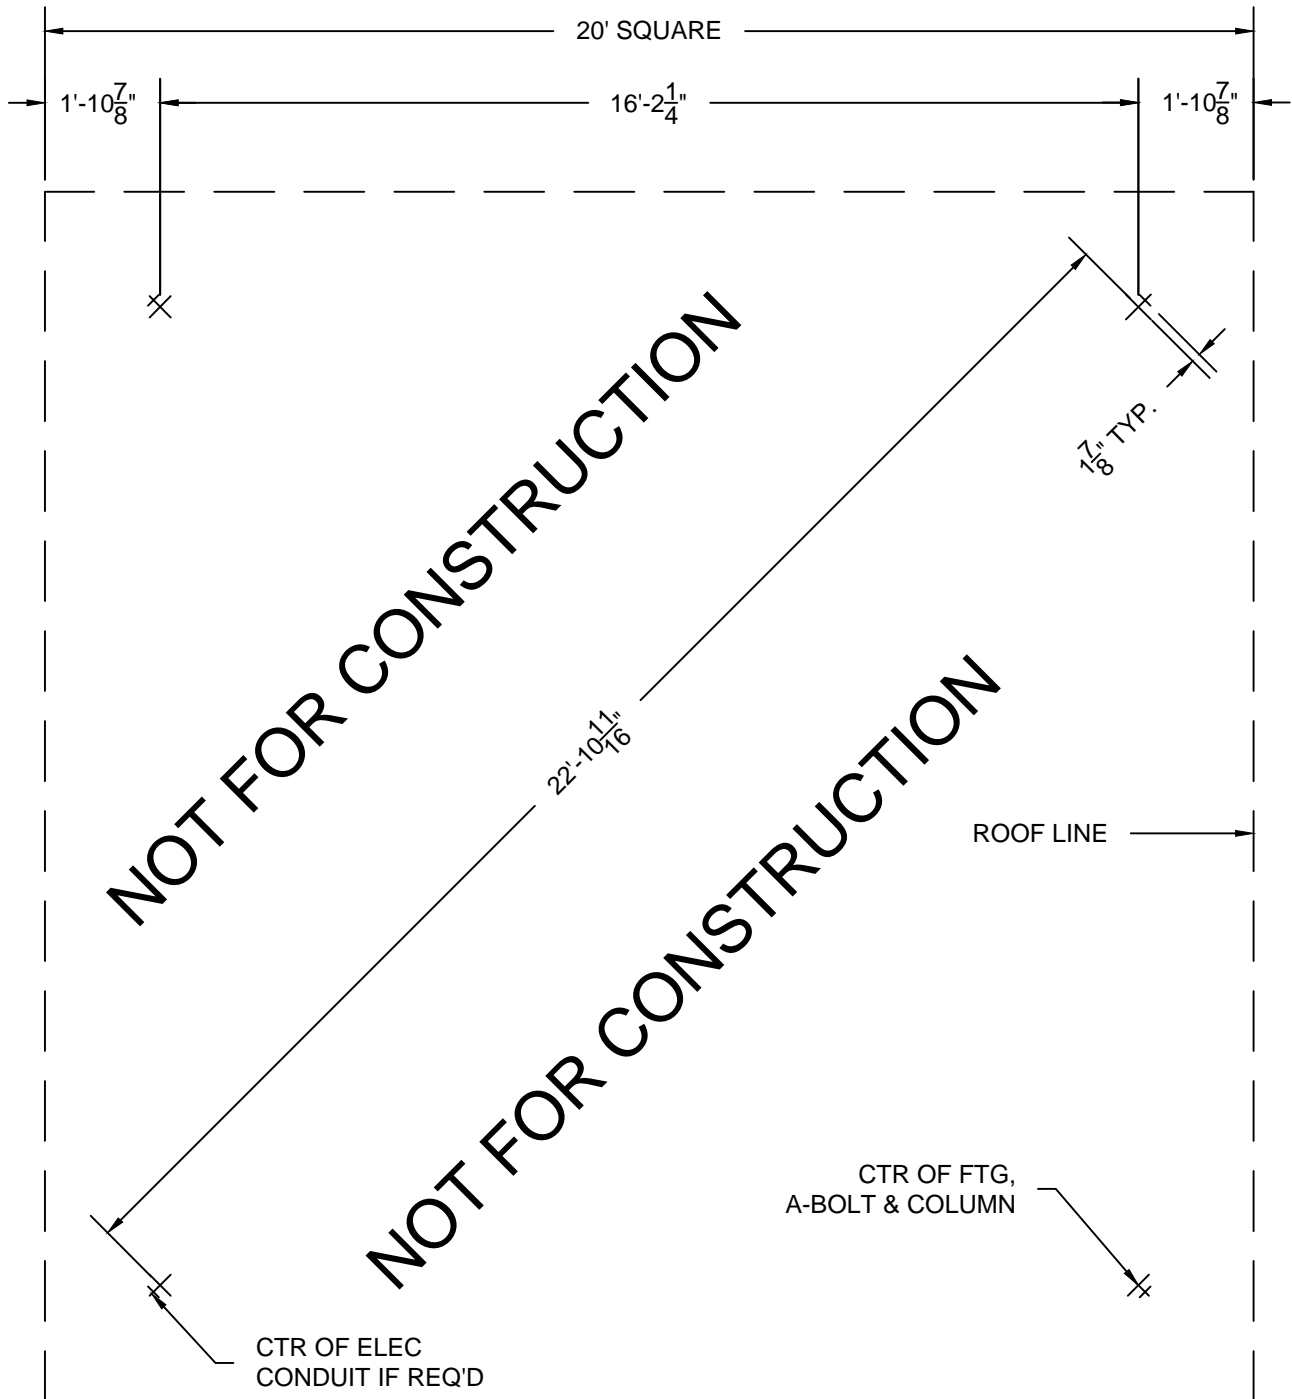 20' SQUARE
1'-10 7/8" 16'-2 1/4" 1'-10 7/8"
NOT FOR CONSTRUCTION
1 7/8" TYP.
22'-10 11/16"
NOT FOR CONSTRUCTION
ROOF LINE
CTR OF FTG,
A-BOLT & COLUMN
CTR OF ELEC
CONDUIT IF REQ'D